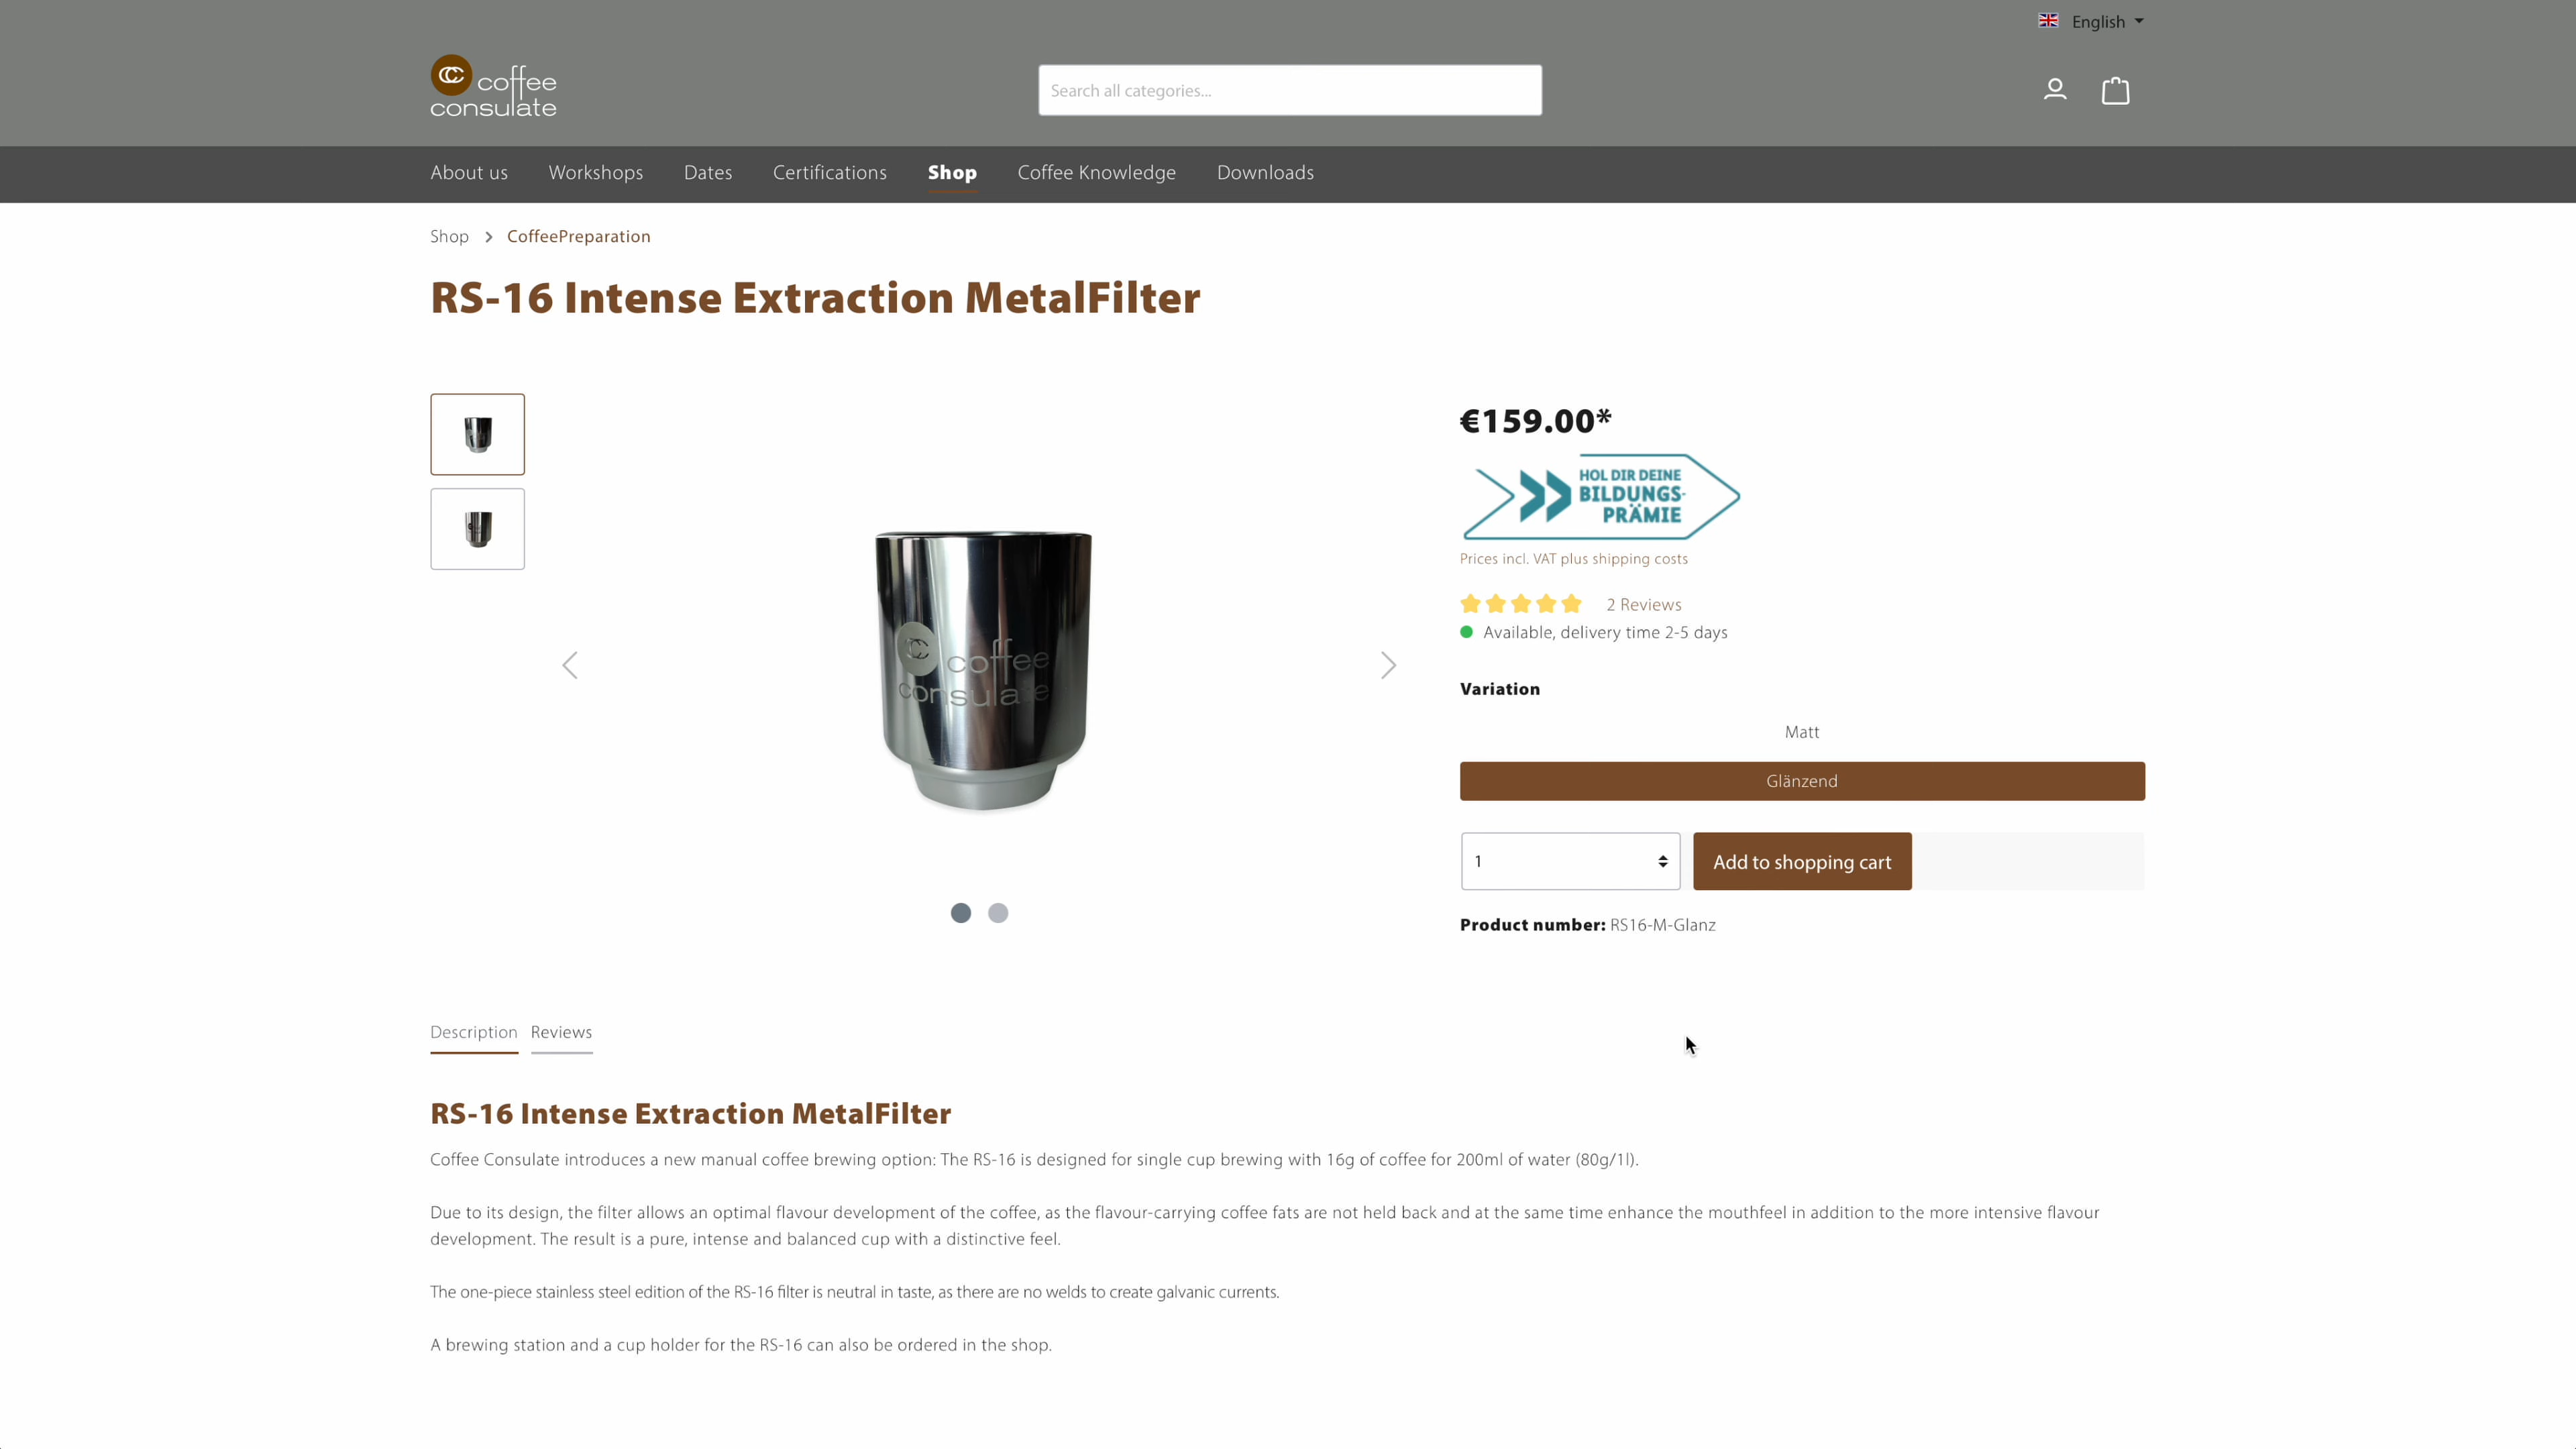 English
coffee
consulate
Search all categories...
About us
Workshops
Dates
Certifications
Shop
Coffee Knowledge
Downloads
Shop
CoffeePreparation
RS-16 Intense Extraction MetalFilter
coffee
consulate
€159.00*
HOL DIR DEINE
BILDUNGS-
PRÄMIE
Prices incl. VAT plus shipping costs
2 Reviews
Available, delivery time 2-5 days
Variation
Matt
Glänzend
1
Add to shopping cart
Product number: RS16-M-Glanz
Description
Reviews
RS-16 Intense Extraction MetalFilter
Coffee Consulate introduces a new manual coffee brewing option: The RS-16 is designed for single cup brewing with 16g of coffee for 200ml of water (80g/1l).
Due to its design, the filter allows an optimal flavour development of the coffee, as the flavour-carrying coffee fats are not held back and at the same time enhance the mouthfeel in addition to the more intensive flavour
development. The result is a pure, intense and balanced cup with a distinctive feel.
The one-piece stainless steel edition of the RS-16 filter is neutral in taste, as there are no welds to create galvanic currents.
A brewing station and a cup holder for the RS-16 can also be ordered in the shop.